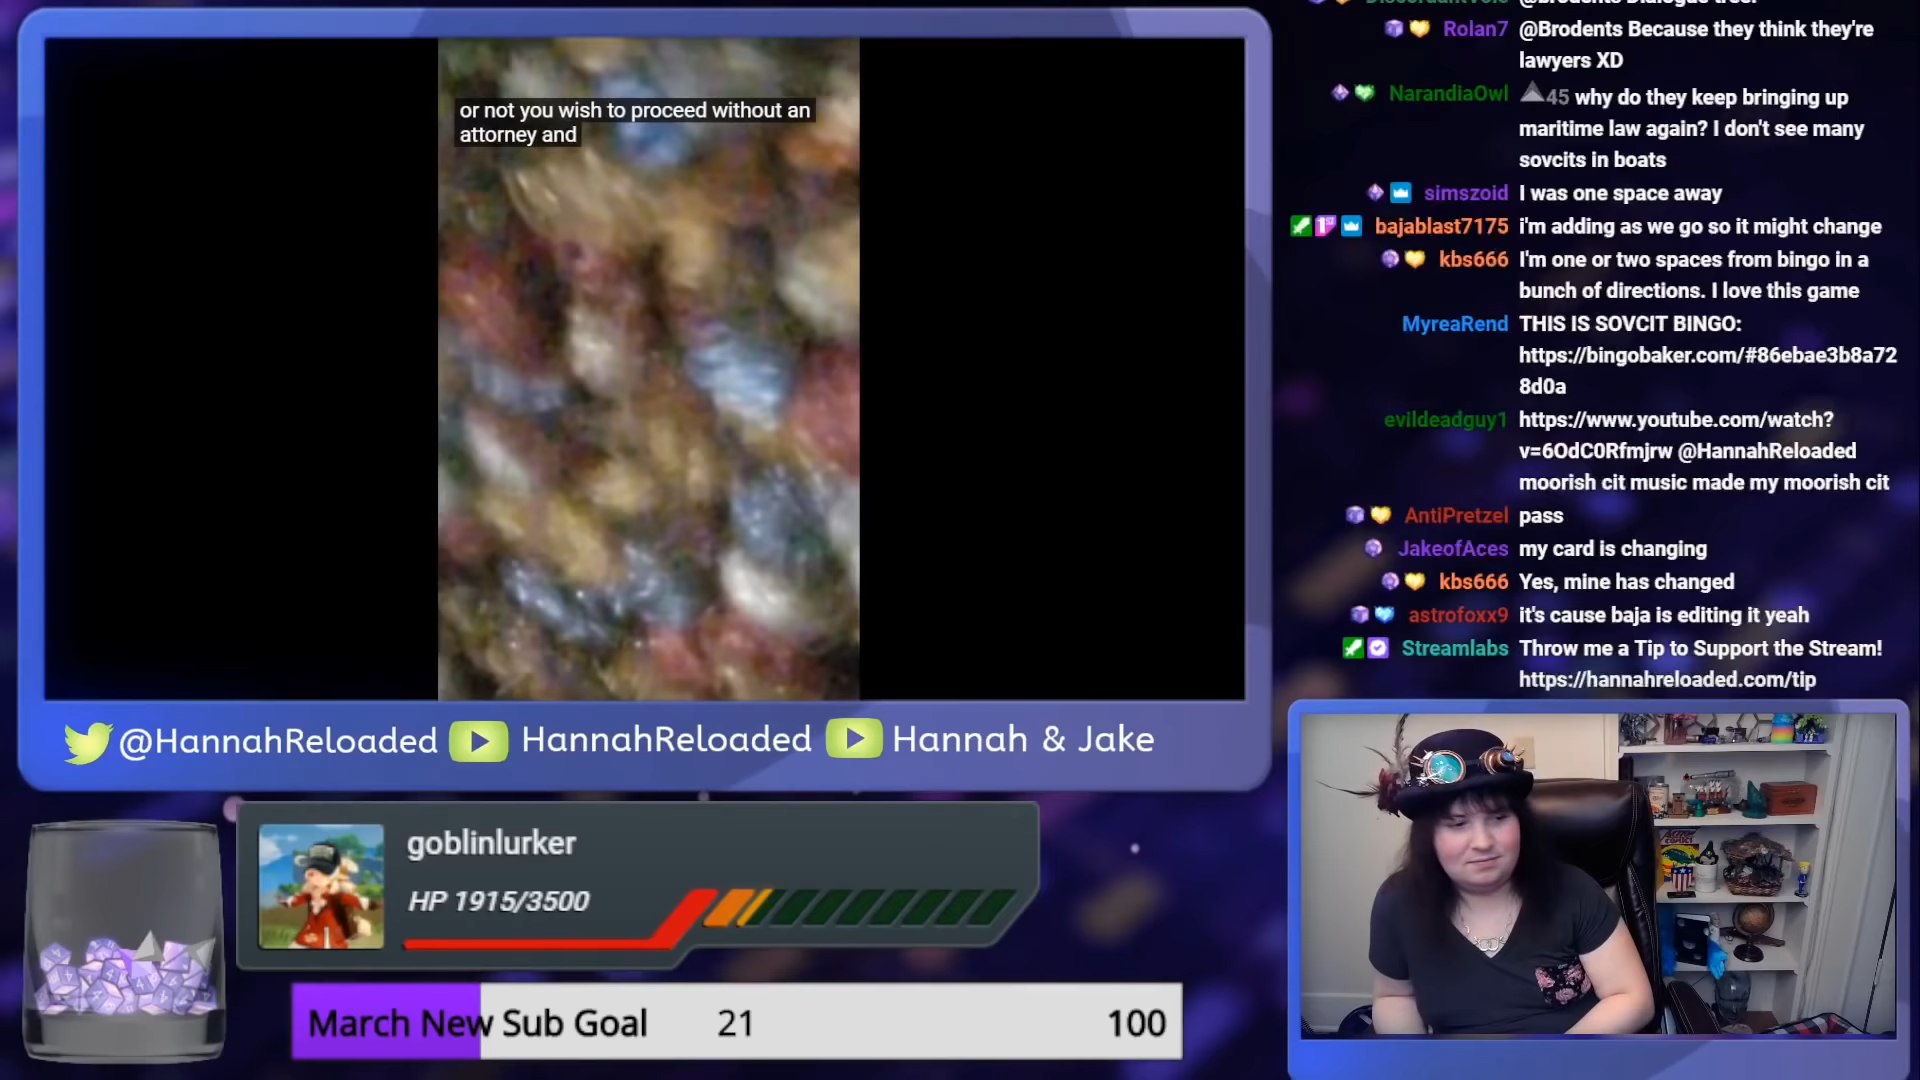 or not you wish to proceed without an
attorney and
@Brodents Dialogue tree!
Rolan7 @Brodents Because they think they're
lawyers XD
NarandiaOwl 45 why do they keep bringing up
maritime law again? I don't see many
sovcits in boats
simszoid I was one space away
bajablast7175 i'm adding as we go so it might change
kbs666 I'm one or two spaces from bingo in a
bunch of directions. I love this game
MyreaRend THIS IS SOVCIT BINGO:
https://bingobaker.com/#86ebae3b8a72
8d0a
evildeadguy1 https://www.youtube.com/watch?
v=6OdC0Rfmjrw @HannahReloaded
moorish cit music made my moorish cit
AntiPretzel pass
JakeofAces my card is changing
kbs666 Yes, mine has changed
astrofoxx9 it's cause baja is editing it yeah
Streamlabs Throw me a Tip to Support the Stream!
https://hannahreloaded.com/tip
@HannahReloaded HannahReloaded Hannah & Jake
goblinlurker
HP 1915/3500
March New Sub Goal 21 100